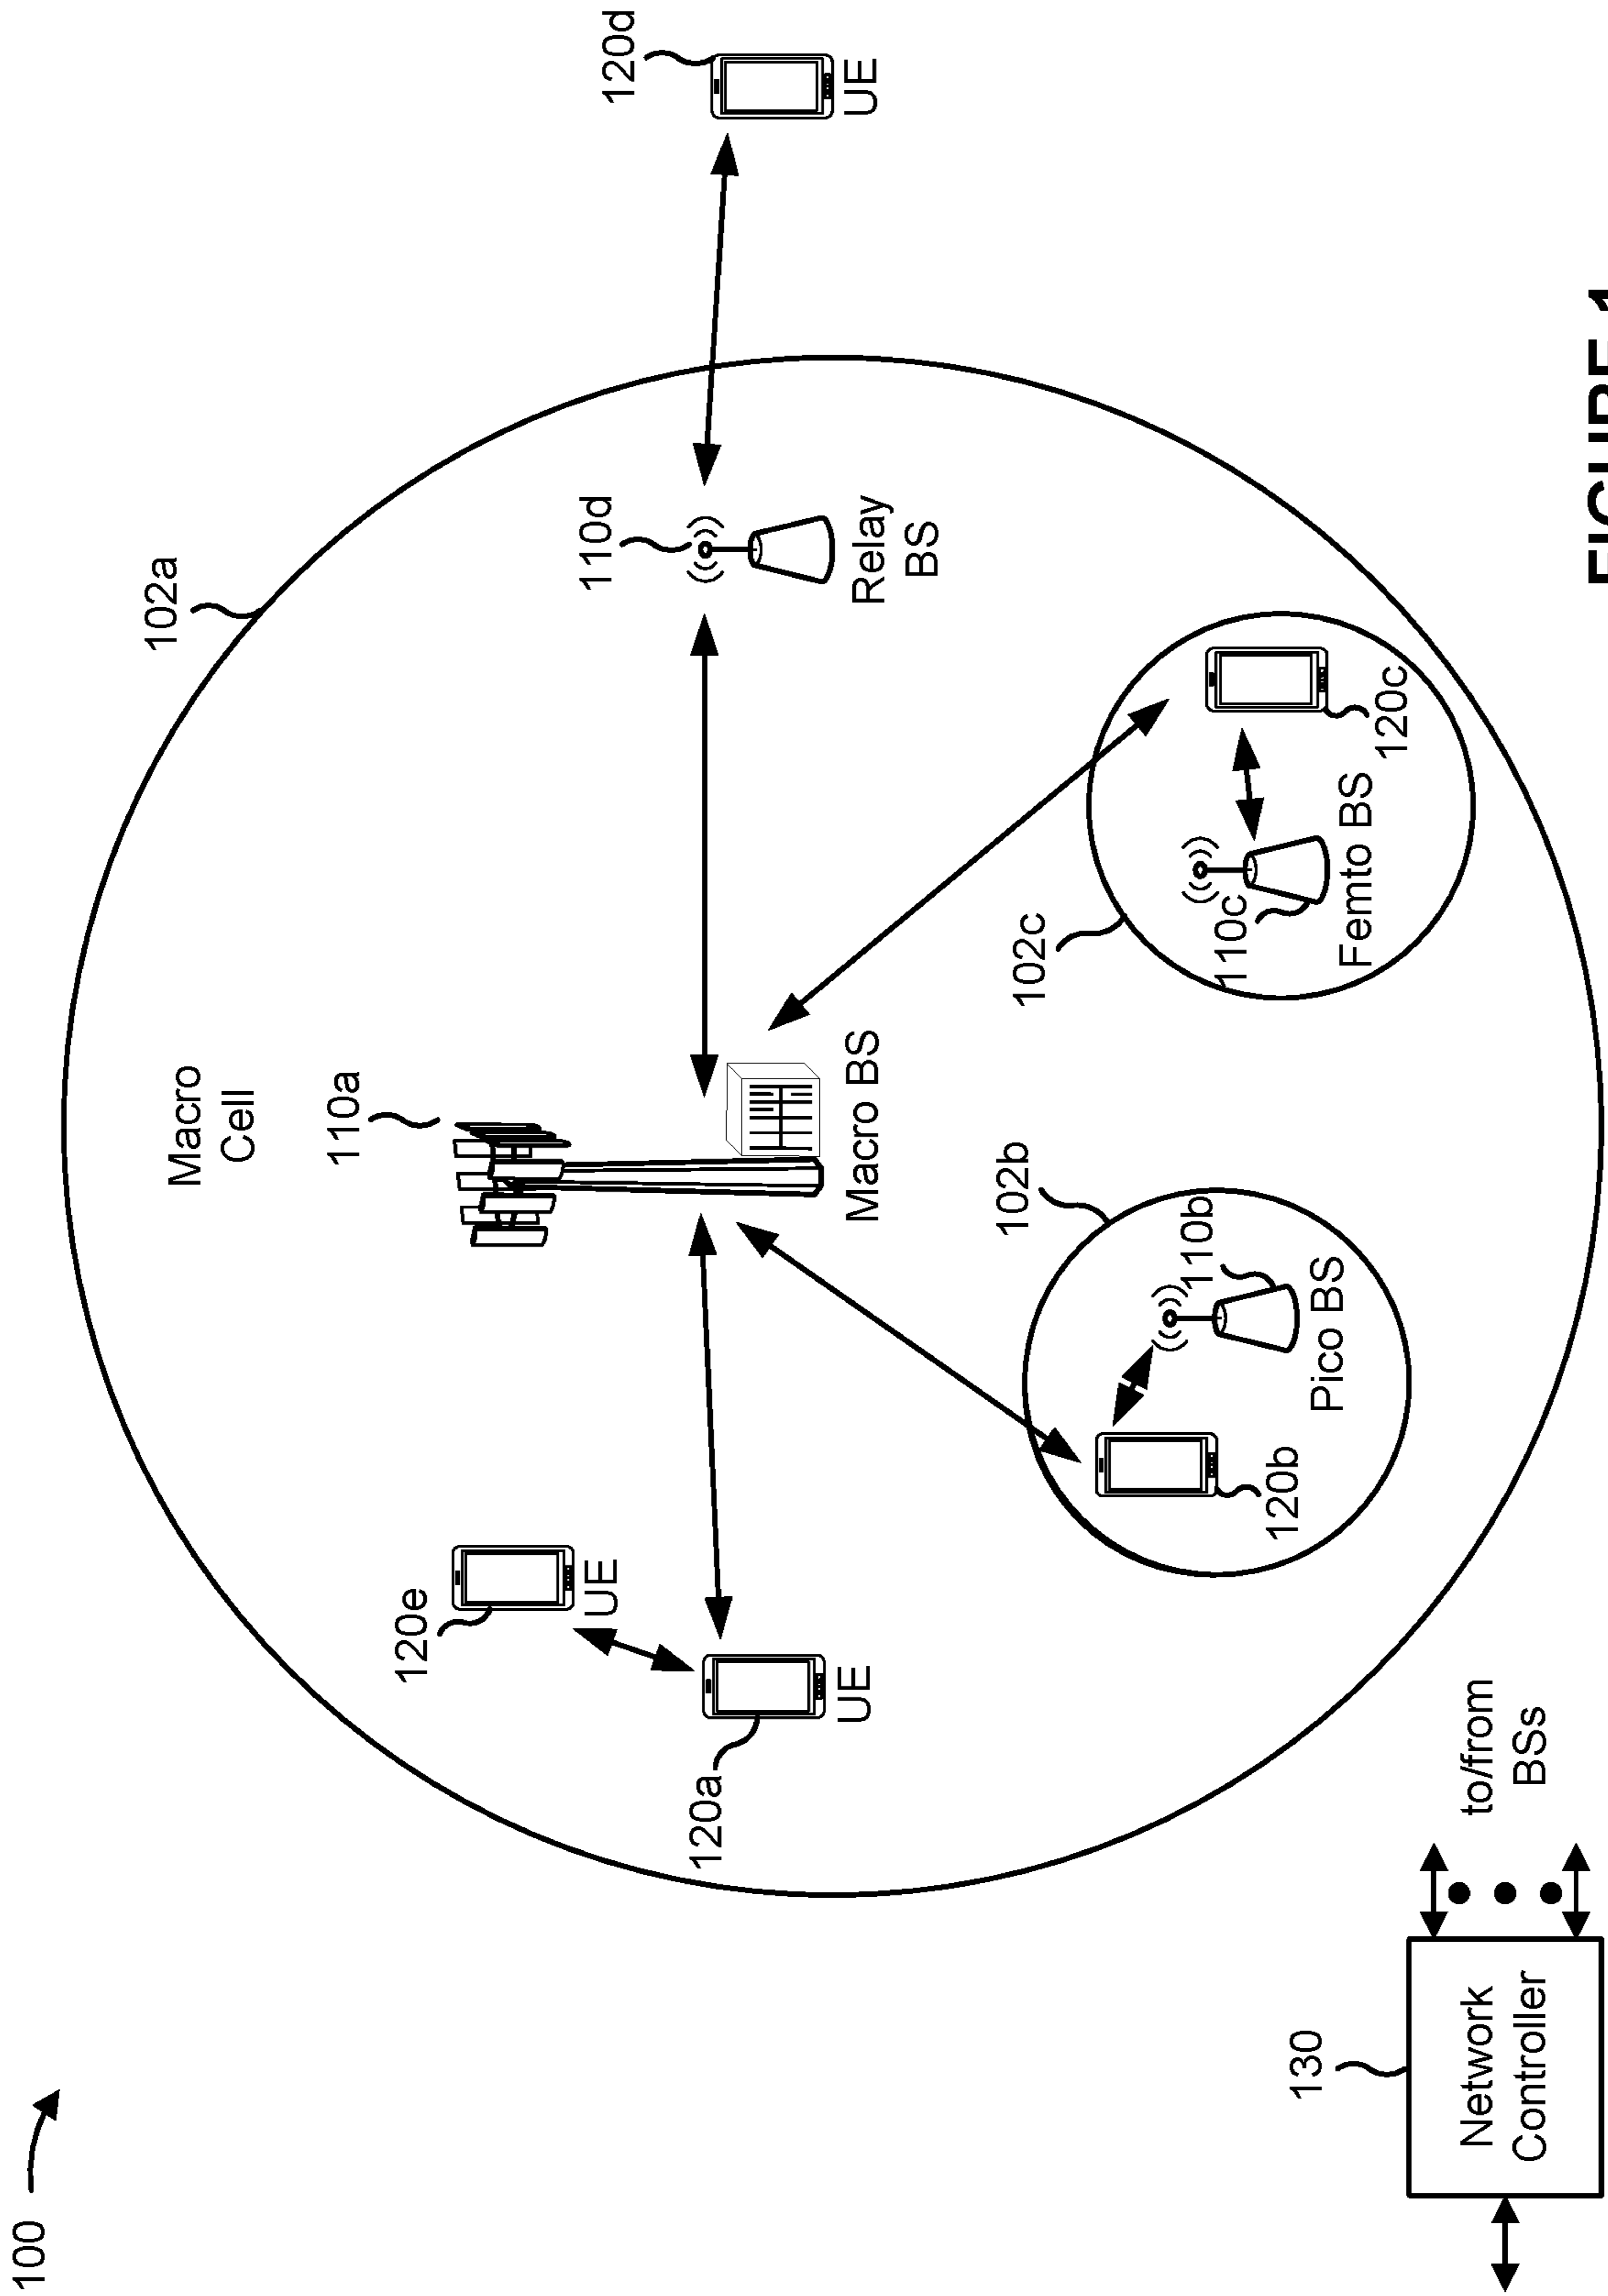 100
102a
Macro
Cell
110a
120e
UE
110d
120d
120a
UE
Macro BS
Relay
BS
UE
102b
102c
110b
110c
120b
Pico BS
Femto BS
120c
130
Network
Controller
to/from
BSs
FIGURE 1